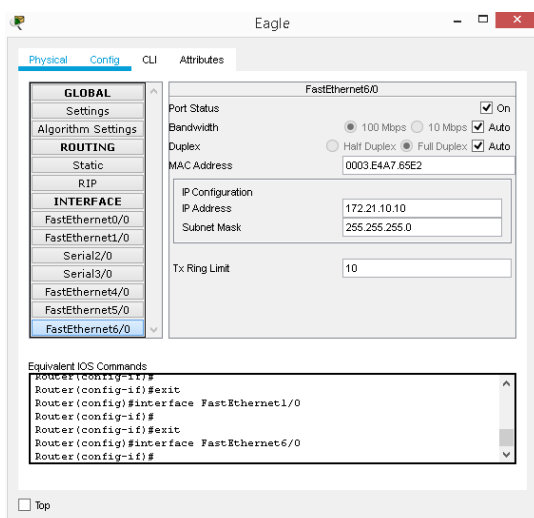 Eagle
Physical Config CLI Attributes
GLOBAL
Settings
Algorithm Settings
ROUTING
Static
RIP
INTERFACE
FastEthernet0/0
FastEthernet1/0
Serial2/0
Serial3/0
FastEthernet4/0
FastEthernet5/0
FastEthernet6/0
FastEthernet6/0
Port Status On
Bandwidth 100 Mbps 10 Mbps Auto
Duplex Half Duplex Full Duplex Auto
MAC Address 0003.E4A7.65E2
IP Configuration
IP Address 172.21.10.10
Subnet Mask 255.255.255.0
Tx Ring Limit 10
Equivalent IOS Commands
Router(config-if)#
Router(config-if)#exit
Router(config)#interface FastEthernet1/0
Router(config-if)#
Router(config-if)#exit
Router(config)#interface FastEthernet6/0
Router(config-if)#
Top